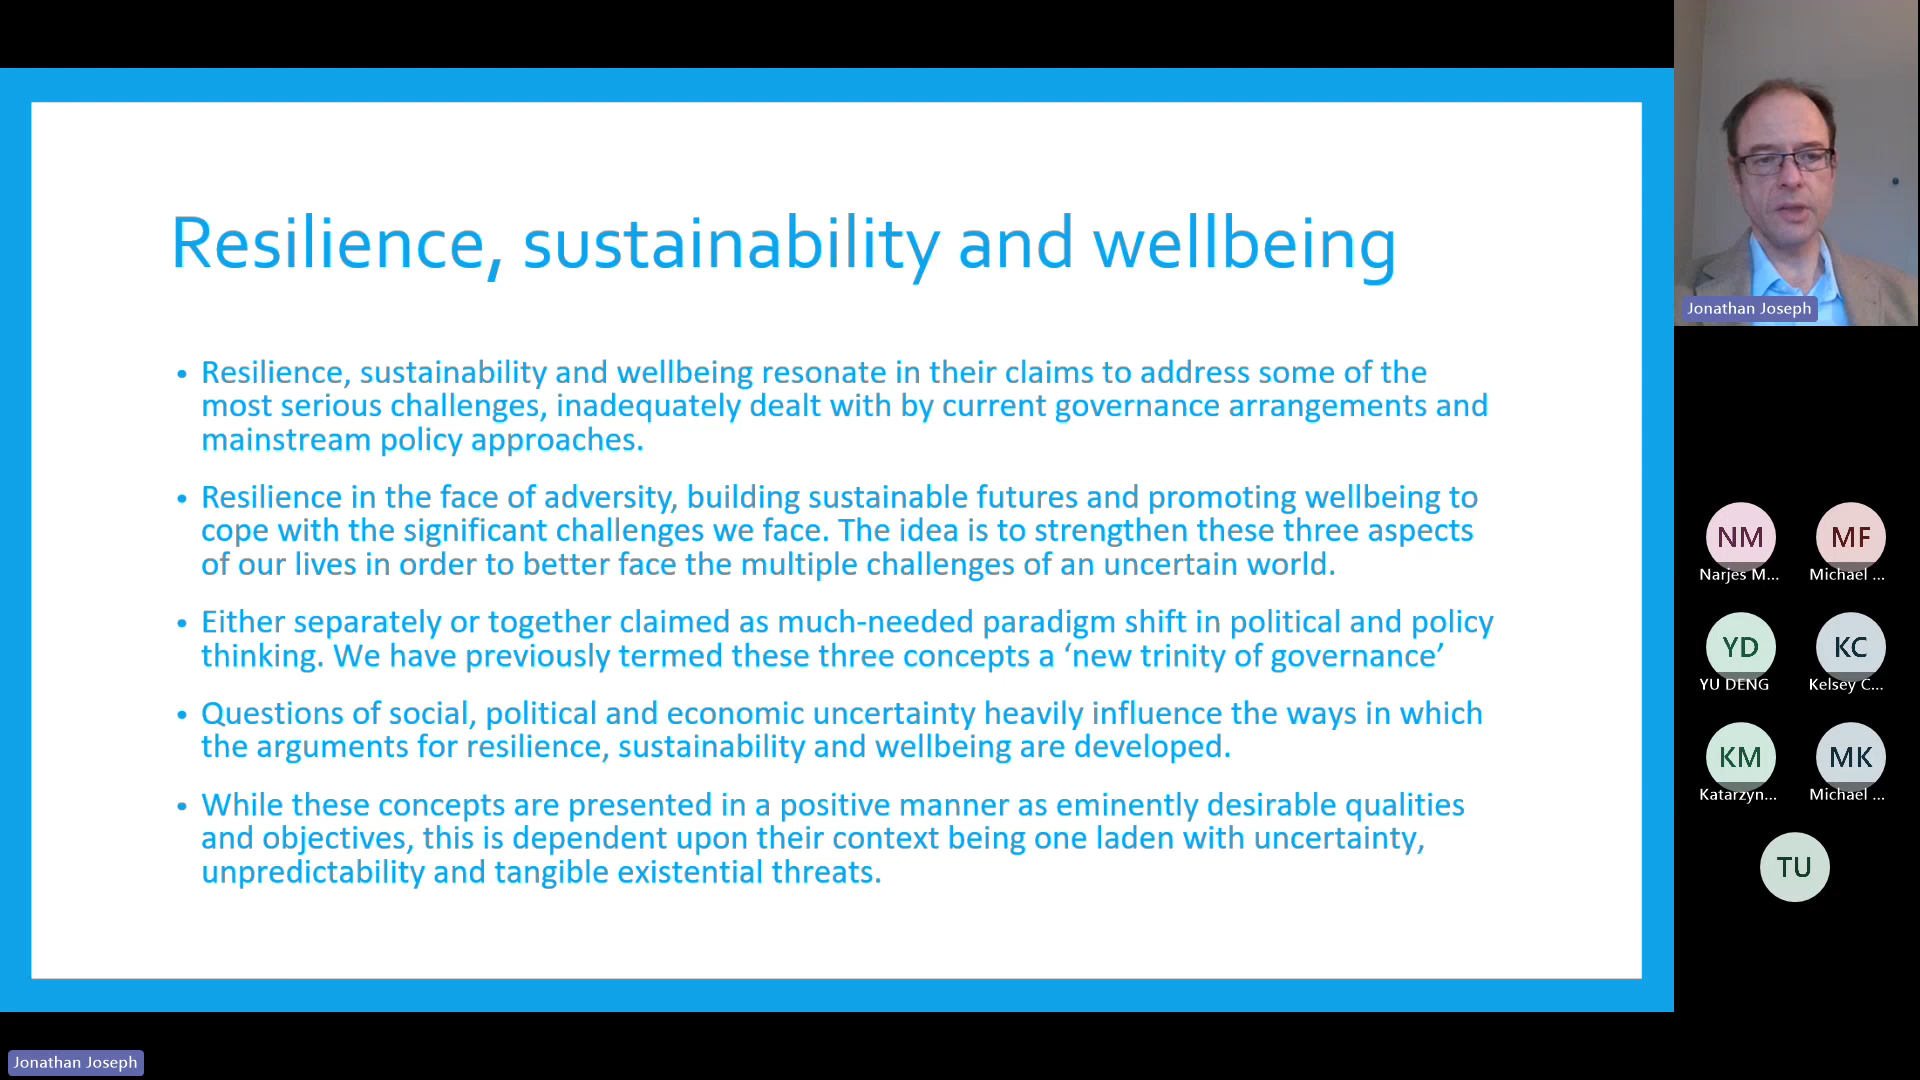 Resilience, sustainability and wellbeing
• Resilience, sustainability and wellbeing resonate in their claims to address some of the
most serious challenges, inadequately dealt with by current governance arrangements and
mainstream policy approaches.
• Resilience in the face of adversity, building sustainable futures and promoting wellbeing to
cope with the significant challenges we face. The idea is to strengthen these three aspects
of our lives in order to better face the multiple challenges of an uncertain world.
• Either separately or together claimed as much-needed paradigm shift in political and policy
thinking. We have previously termed these three concepts a ‘new trinity of governance’
• Questions of social, political and economic uncertainty heavily influence the ways in which
the arguments for resilience, sustainability and wellbeing are developed.
• While these concepts are presented in a positive manner as eminently desirable qualities
and objectives, this is dependent upon their context being one laden with uncertainty,
unpredictability and tangible existential threats.
Jonathan Joseph
NM MF
Narjes M... Michael ...
YD KC
YU DENG Kelsey C...
KM MK
Katarzyn... Michael ...
TU
Jonathan Joseph